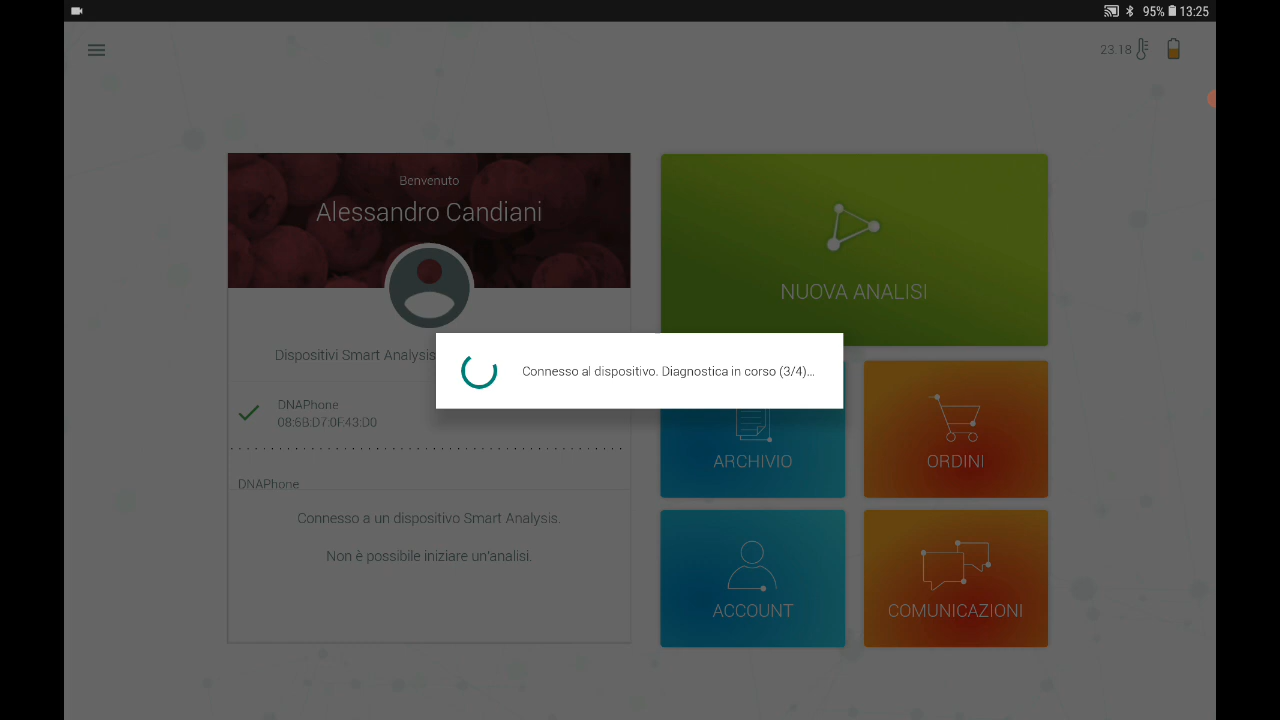 95% 13:25
23.18
Benvenuto
Alessandro Candiani
NUOVA ANALISI
Dispositivi Smart Analysis
Connesso al dispositivo. Diagnostica in corso (3/4)...
DNAPhone
08:6B:D7:0F:43:D0
ARCHIVIO
ORDINI
DNAPhone
Connesso a un dispositivo Smart Analysis.
Non è possibile iniziare un'analisi.
ACCOUNT
COMUNICAZIONI